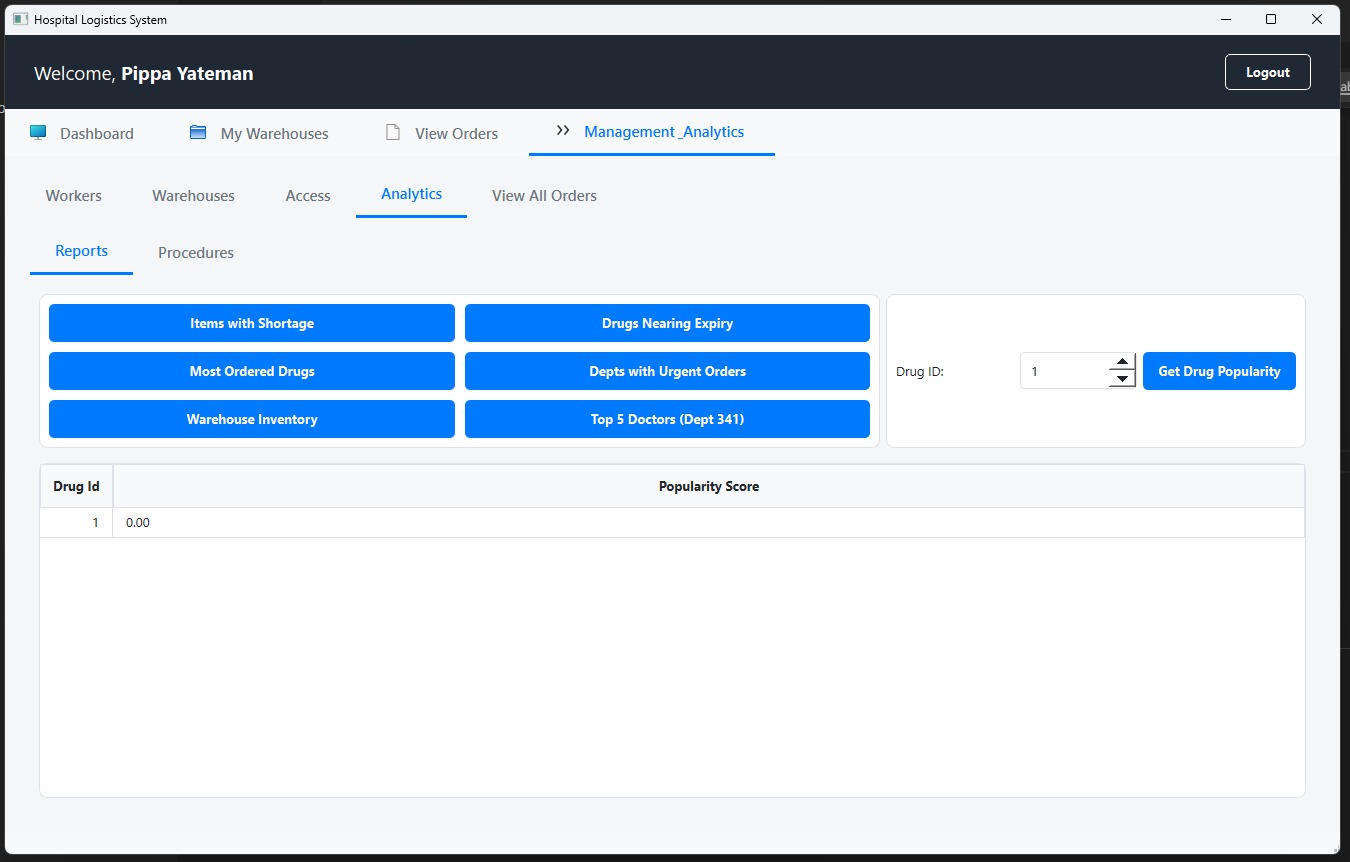 Hospital Logistics System
Welcome, Pippa Yateman
Logout
Dashboard
My Warehouses
View Orders
Management _Analytics
Workers
Warehouses
Access
Analytics
View All Orders
Reports
Procedures
Items with Shortage
Drugs Nearing Expiry
Most Ordered Drugs
Depts with Urgent Orders
Warehouse Inventory
Top 5 Doctors (Dept 341)
Drug ID:
1
Get Drug Popularity
Drug Id
Popularity Score
1
0.00